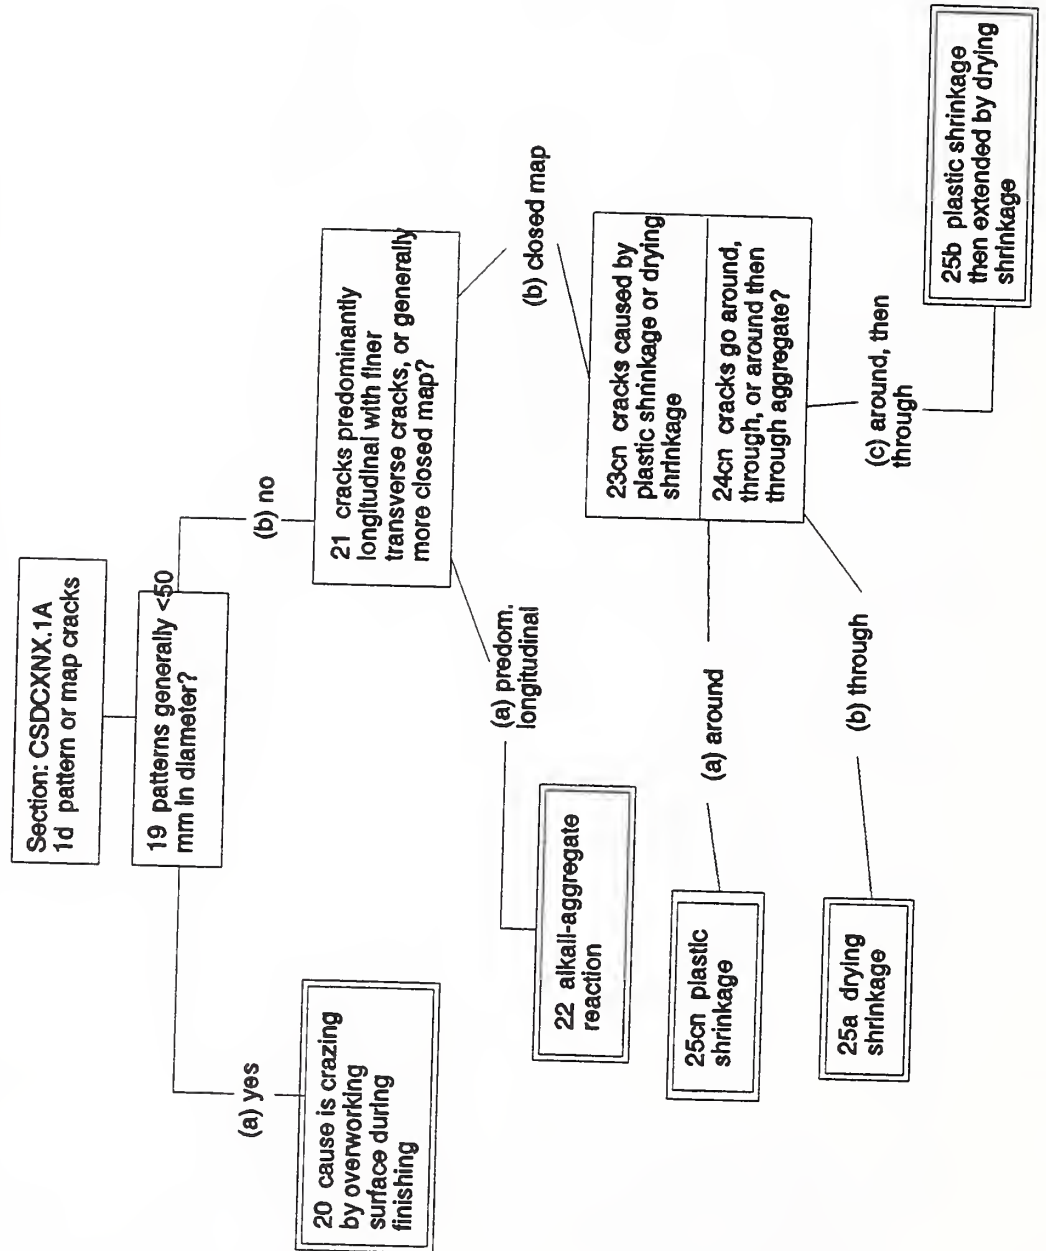 Section: CSDCXNX.1A
1d pattern or map cracks
19 patterns generally <50
mm in diameter?
(a) yes
(b) no
20 cause is crazing
by overworking
surface during
finishing
21 cracks predominantly
longitudinal with finer
transverse cracks, or generally
more closed map?
(a) predom.
longitudinal
(b) closed map
22 alkali-aggregate
reaction
23cn cracks caused by
plastic shrinkage or drying
shrinkage
24cn cracks go around,
through, or around then
through aggregate?
(a) around
(b) through
(c) around, then
through
25cn plastic
shrinkage
25a drying
shrinkage
25b plastic shrinkage
then extended by drying
shrinkage